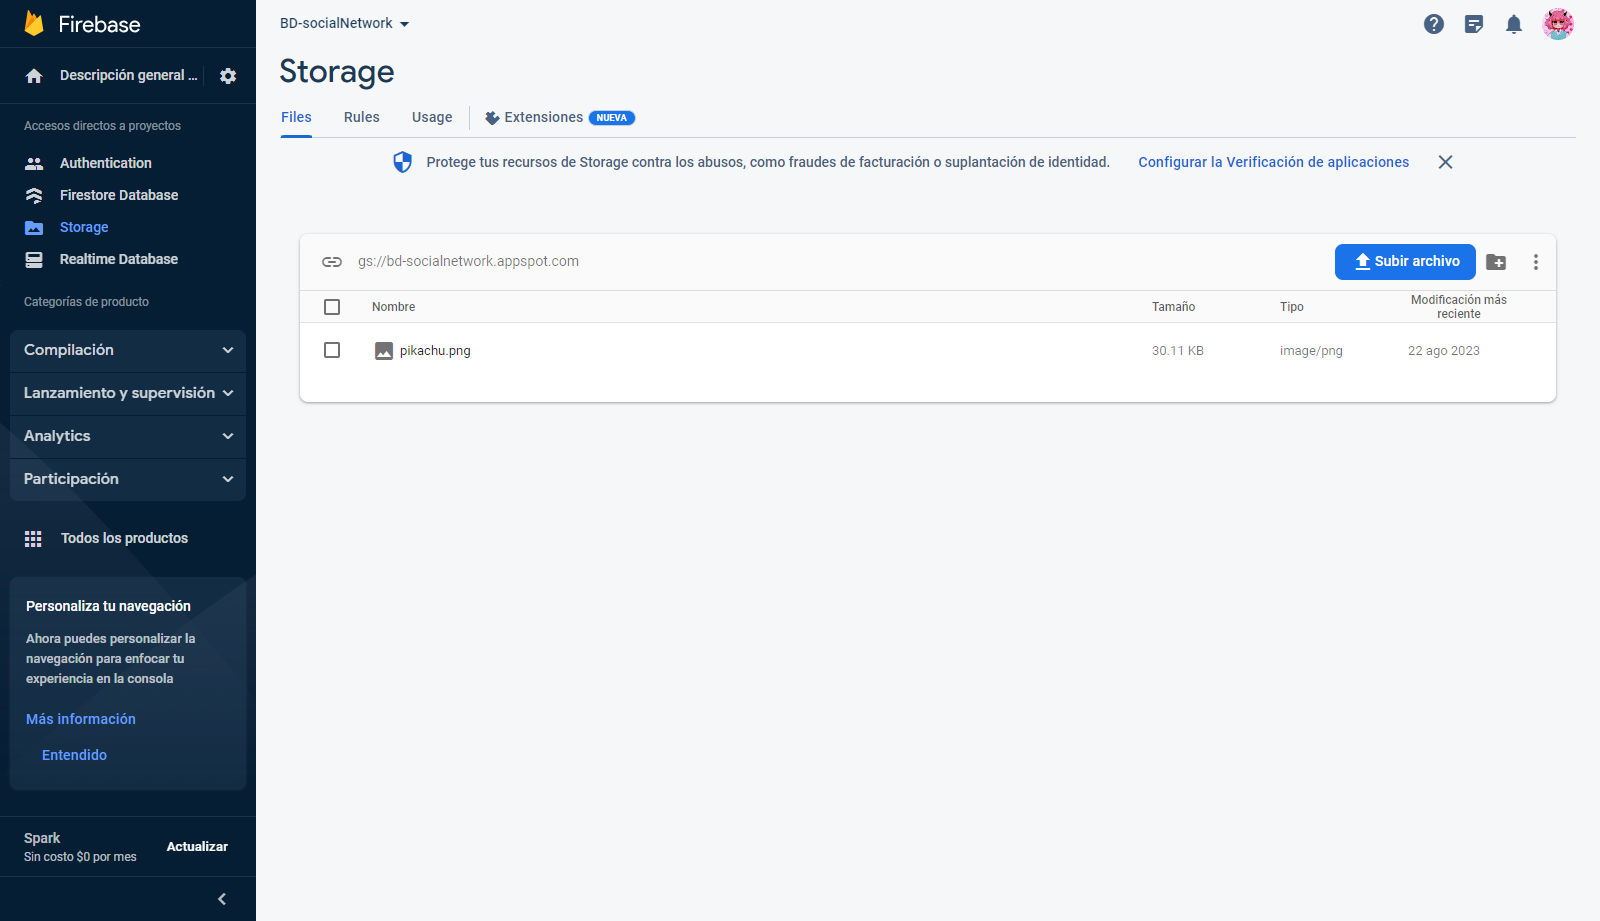 Firebase
Descripción general ...
Accesos directos a proyectos
Authentication
Firestore Database
Storage
Realtime Database
Categorías de producto
Compilación
Lanzamiento y supervisión
Analytics
Participación
Todos los productos
Personaliza tu navegación
Ahora puedes personalizar la
navegación para enfocar tu
experiencia en la consola
Más información
Entendido
Spark
Sin costo $0 por mes
Actualizar
BD-socialNetwork
Storage
Files
Rules
Usage
Extensiones
NUEVA
Protege tus recursos de Storage contra los abusos, como fraudes de facturación o suplantación de identidad.
Configurar la Verificación de aplicaciones
gs://bd-socialnetwork.appspot.com
Subir archivo
Nombre
Tamaño
Tipo
Modificación más
reciente
pikachu.png
30.11 KB
image/png
22 ago 2023